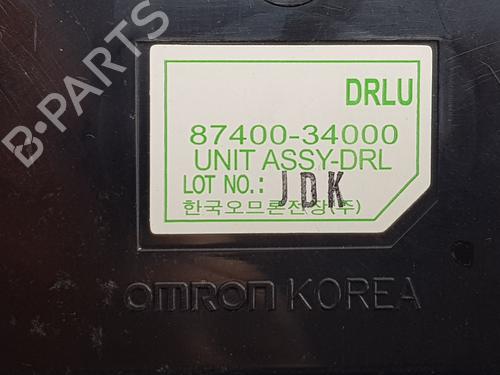 DRLU
87400-34000
UNIT ASSY-DRL
LOT NO.: JDK
한국오므론전장(주)
omron KOREA
B-PARTS